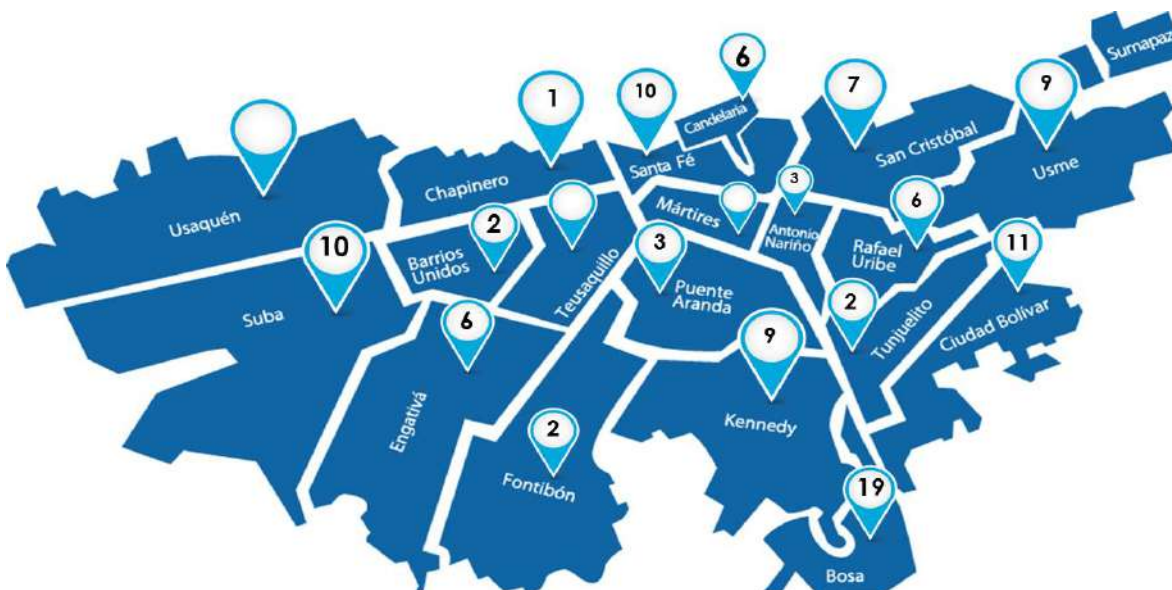 Sumapaz
6
1
10
7
9
Candelaria
San Cristóbal
Santa Fé
Usme
Chapinero
3
Usaquén
Mártires
6
2
Antonio
Nariño
10
Barrios
Unidos
3
Rafael
Uribe
11
Teusaquillo
Puente
Aranda
2
Suba
6
Tunjuelito
Ciudad Bolívar
9
Engativá
Kennedy
2
Fontibón
19
Bosa